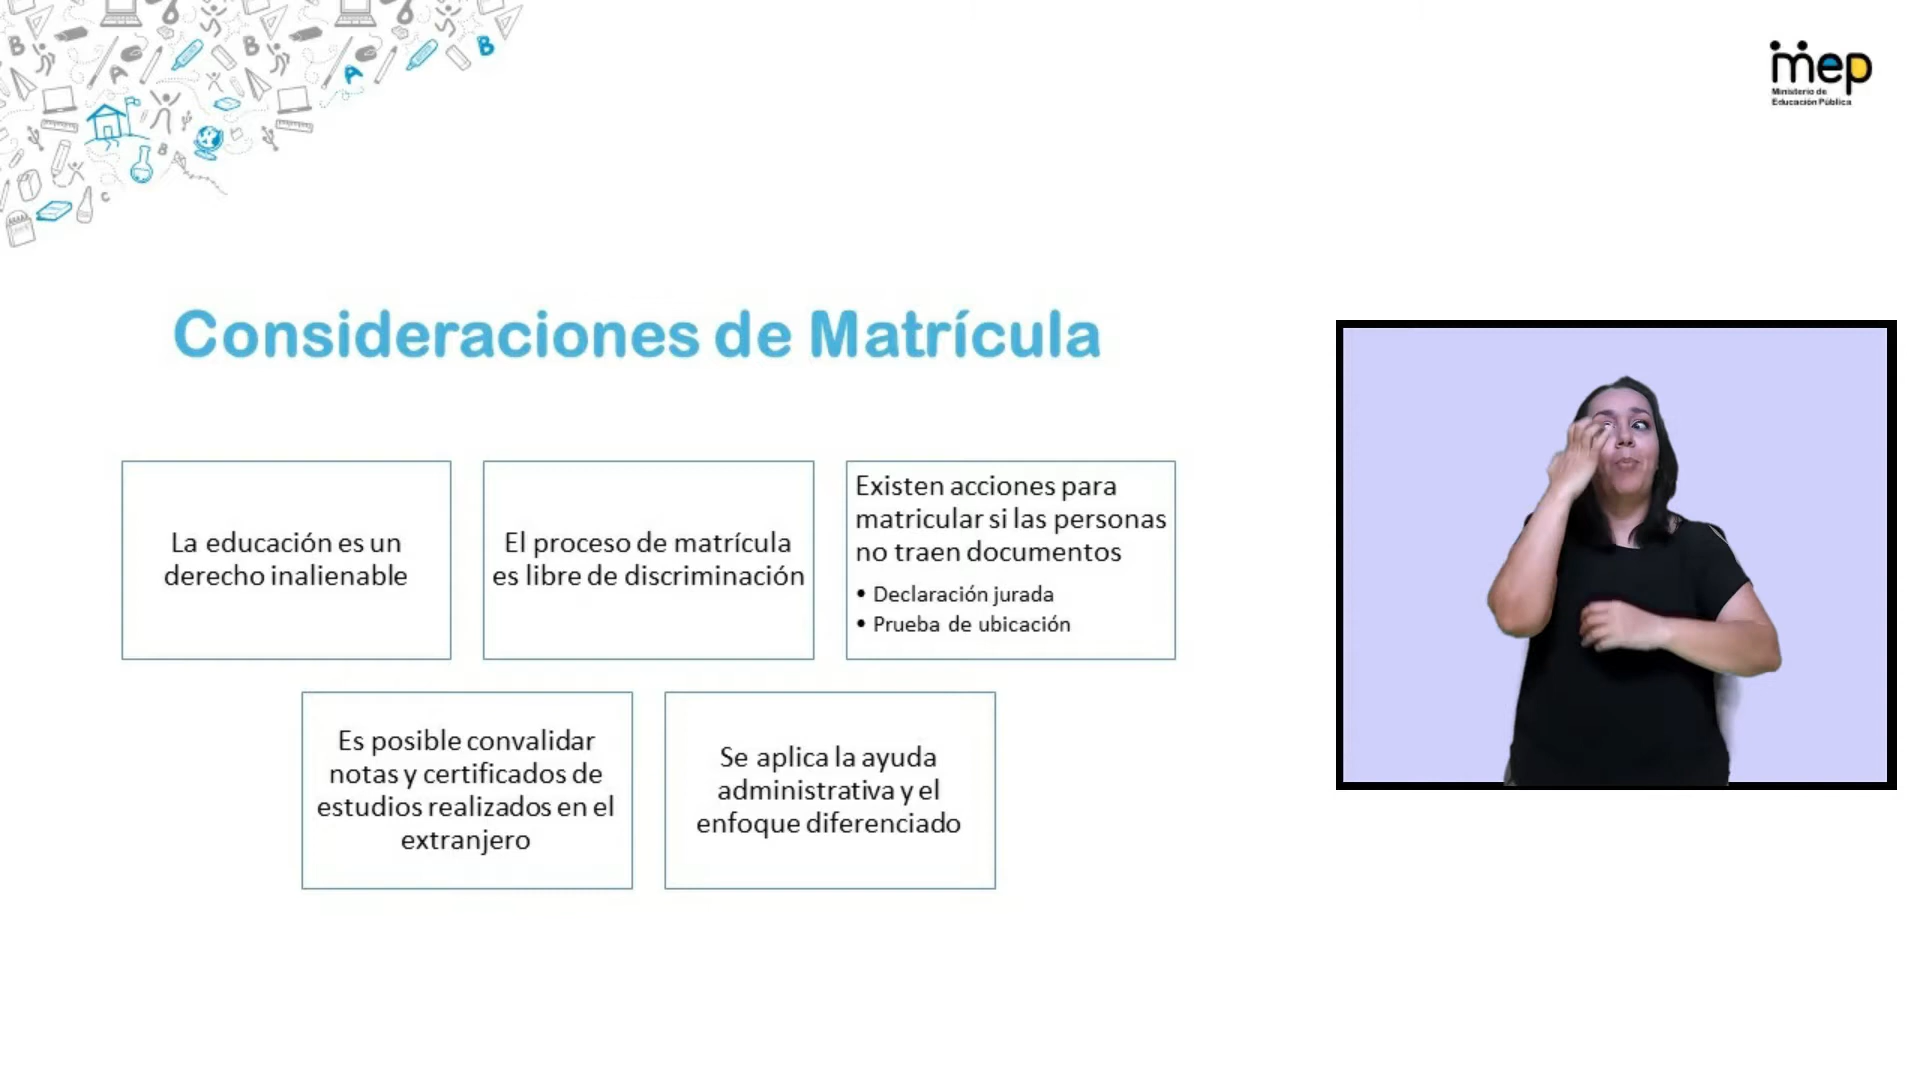 mep
Ministerio de
Educación Pública
Consideraciones de Matrícula
La educación es un
derecho inalienable
El proceso de matrícula
es libre de discriminación
Existen acciones para
matricular si las personas
no traen documentos
• Declaración jurada
• Prueba de ubicación
Es posible convalidar
notas y certificados de
estudios realizados en el
extranjero
Se aplica la ayuda
administrativa y el
enfoque diferenciado